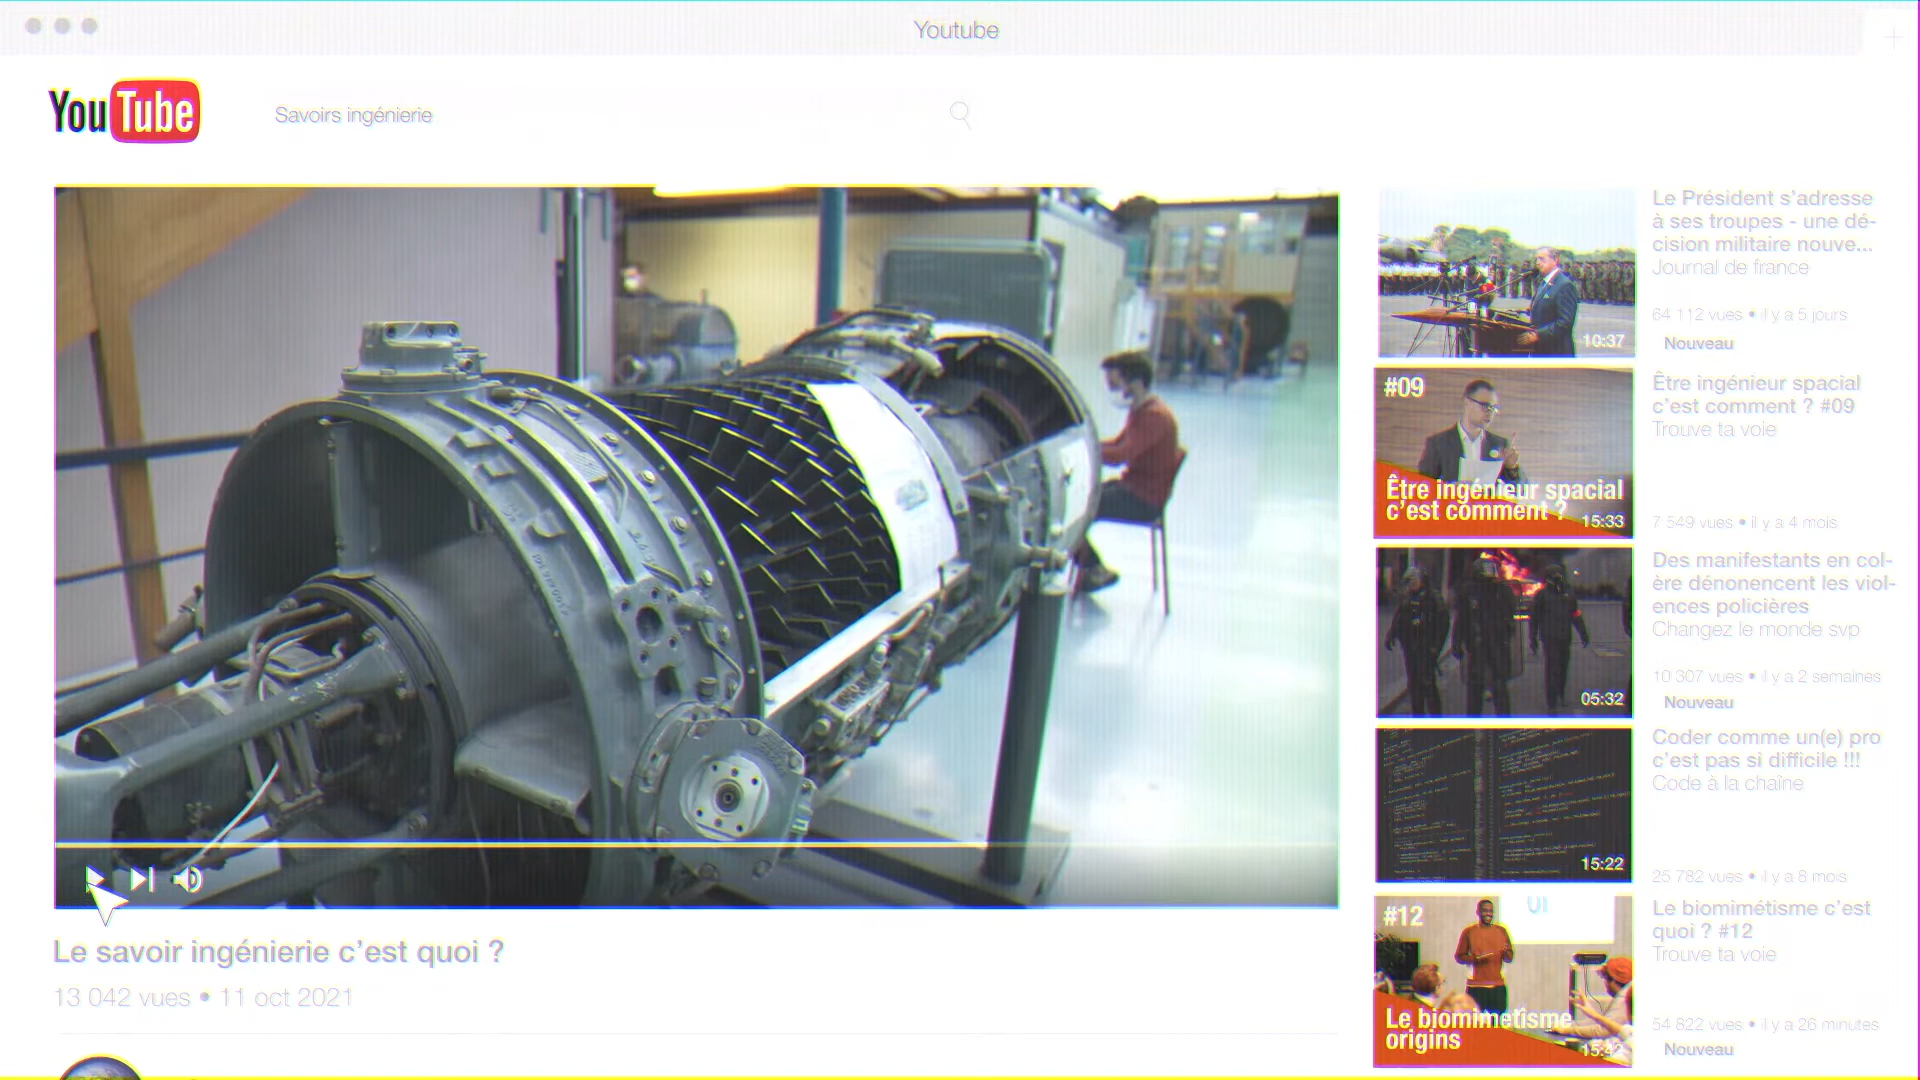 Youtube
YouTube
Savoirs ingénierie
Le savoir ingénierie c'est quoi ?
13 042 vues • 11 oct 2021
10:37
Le Président s'adresse
à ses troupes - une dé-
cision militaire nouve...
Journal de france
64 112 vues • il y a 5 jours
Nouveau
#09
Être ingénieur spacial
c'est comment ?
15:33
Être ingénieur spacial
c'est comment ? #09
Trouve ta voie
7 549 vues • il y a 4 mois
05:32
Des manifestants en col-
ère dénonencent les viol-
ences policières
Changez le monde svp
10 307 vues • il y a 2 semaines
Nouveau
15:22
Coder comme un(e) pro
c'est pas si difficile !!!
Code à la chaîne
25 782 vues • il y a 8 mois
#12
UI
Le biomimetisme
origins
Le biomimétisme c'est
quoi ? #12
Trouve ta voie
54 822 vues • il y a 26 minutes
Nouveau